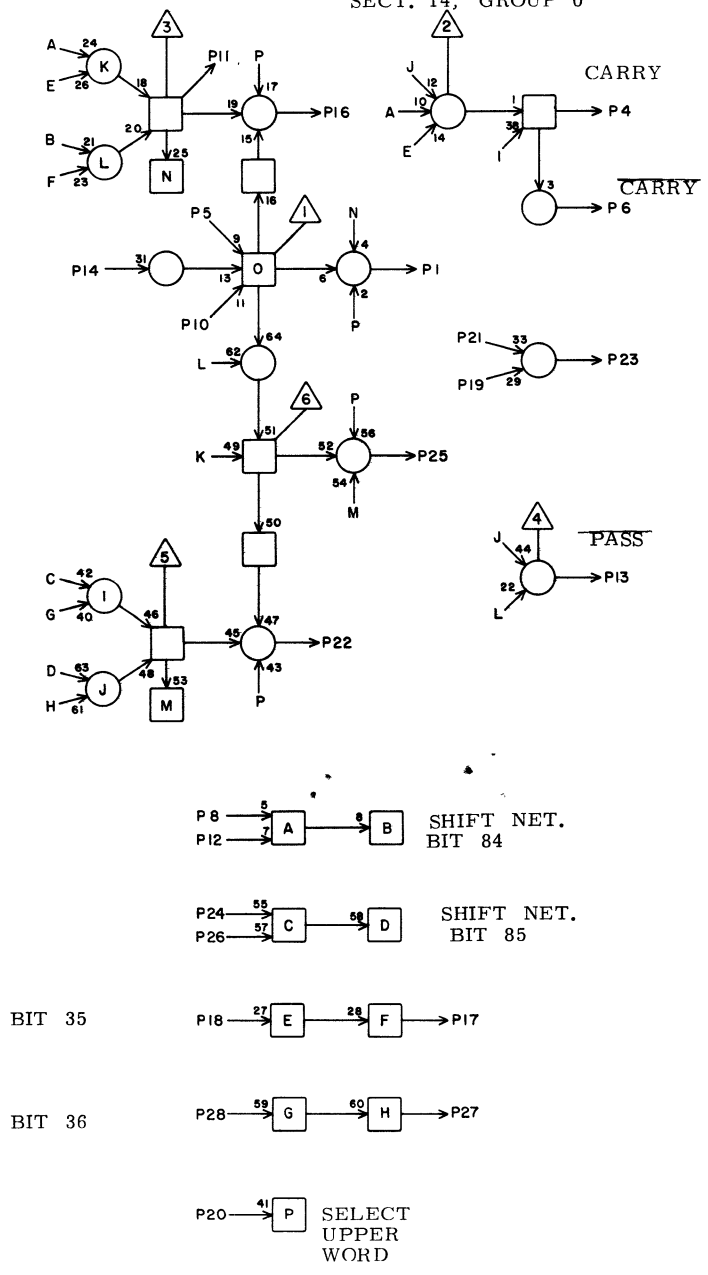 SECT. 14, GROUP 0
3
2
A 24
K
E 26
18
P11
P
17
19
P16
15
B 21
L
F 23
20
25
N
16
J
12
A 10
E
14
1
38
I
CARRY
P4
3
CARRY
P6
P5
9
1
N
4
P14
31
13
O
6
P1
11
P10
2
P
64
62
L
P21
33
P19
29
P23
51
6
P
K 49
52
56
P25
54
M
50
5
4
PASS
J
44
22
L
P13
C 42
I
G 40
46
47
45
P22
43
P
D 63
J
H 61
48
53
M
P8 5
P12 7
A
8
B
SHIFT NET.
BIT 84
P24 55
P26 57
C
58
D
SHIFT NET.
BIT 85
BIT 35
P18 27
E
28
F
P17
BIT 36
P28 59
G
60
H
P27
P20 41
P
SELECT
UPPER
WORD